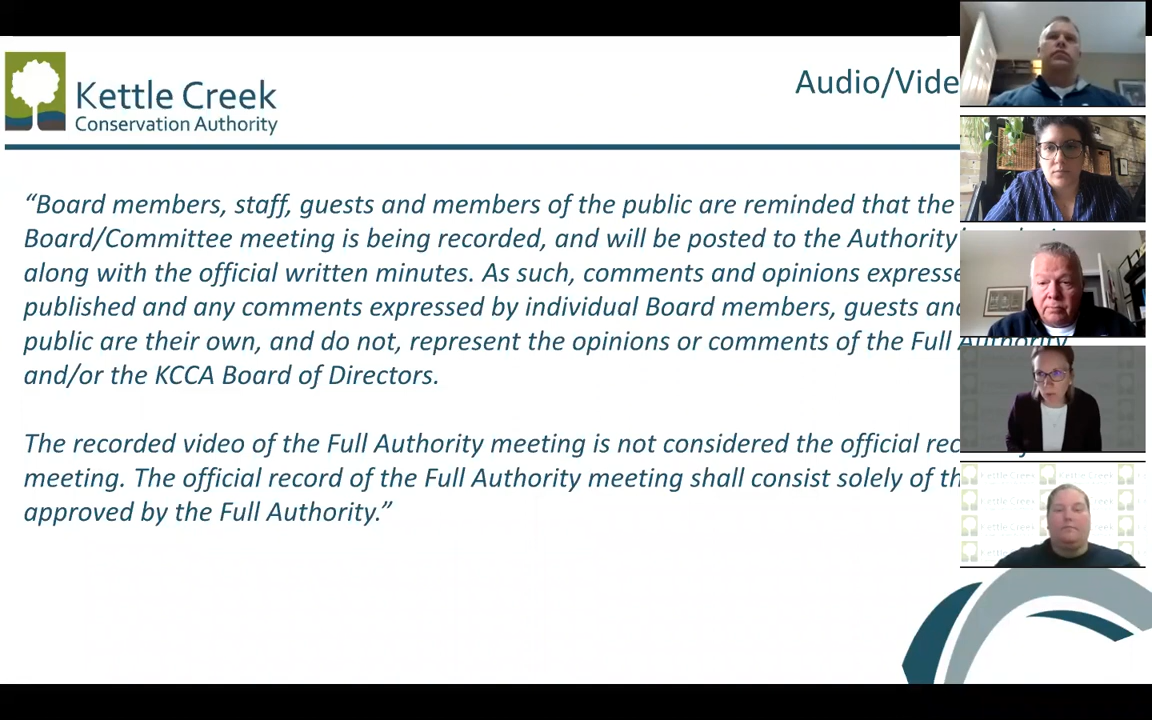 Kettle Creek
Conservation Authority
Audio/Vide
“Board members, staff, guests and members of the public are reminded that the
Board/Committee meeting is being recorded, and will be posted to the Authority
along with the official written minutes. As such, comments and opinions expresse
published and any comments expressed by individual Board members, guests and
public are their own, and do not, represent the opinions or comments of the Full Authority
and/or the KCCA Board of Directors.
The recorded video of the Full Authority meeting is not considered the official rec
meeting. The official record of the Full Authority meeting shall consist solely of th
approved by the Full Authority.”